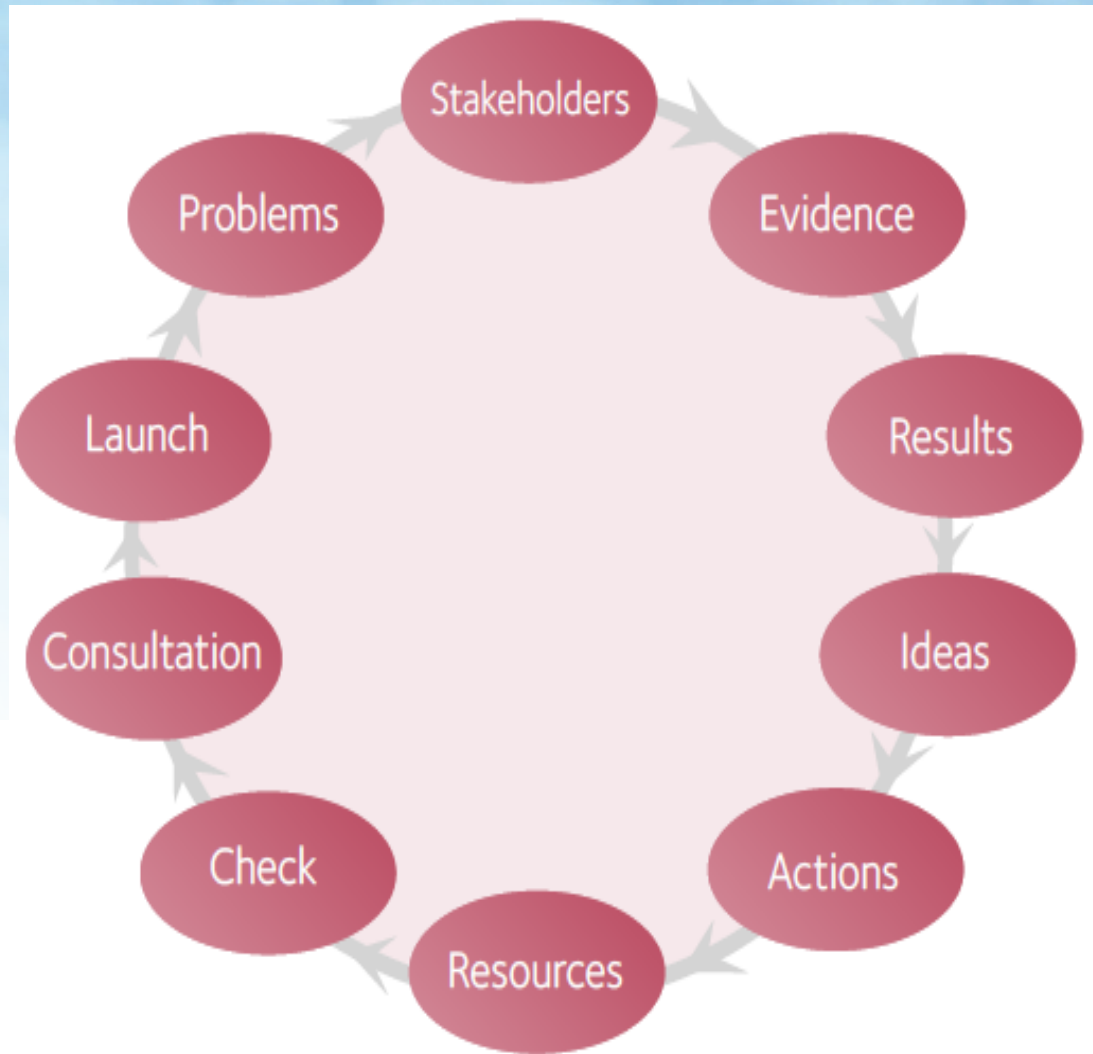 Stakeholders
Evidence
Results
Ideas
Actions
Resources
Check
Consultation
Launch
Problems